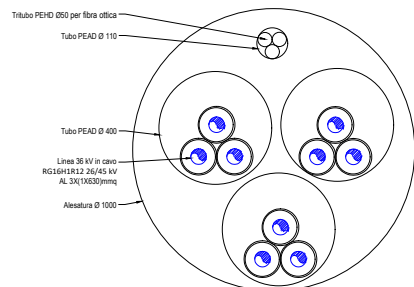 Tritubo PEHD Ø50 per fibra ottica
Tubo PEAD Ø 110
Tubo PEAD Ø 400
Linea 36 kV in cavo
RG16H1R12 26/45 kV
AL 3X(1X630)mmq
Alesatura Ø 1000